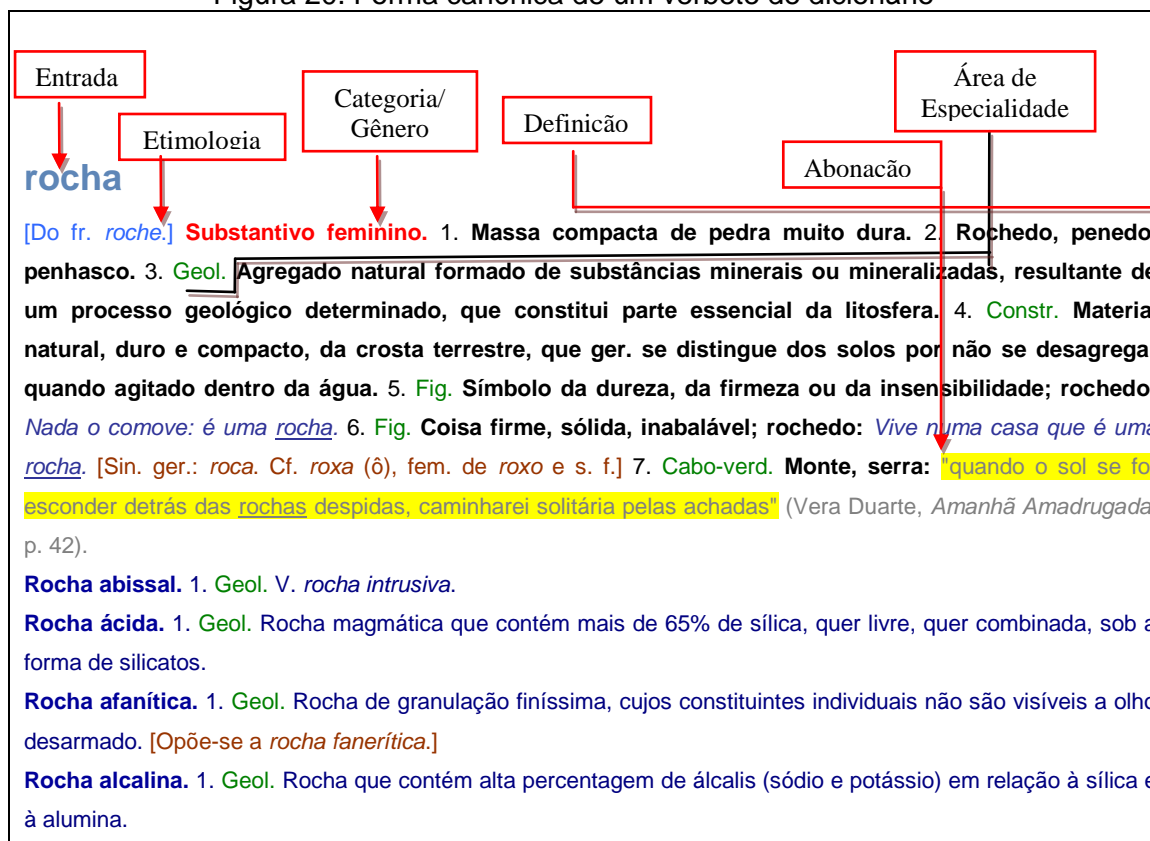 Forma canônica de um verbete de dicionário
Entrada
Etimologia
Categoria/
Gênero
Definição
Área de
Especialidade
Abonação
rocha
[Do fr. roche.] Substantivo feminino. 1. Massa compacta de pedra muito dura. 2. Rochedo, penedo
penhasco. 3. Geol. Agregado natural formado de substâncias minerais ou mineralizadas, resultante de
um processo geológico determinado, que constitui parte essencial da litosfera. 4. Constr. Materia
natural, duro e compacto, da crosta terrestre, que ger. se distingue dos solos por não se desagrega
quando agitado dentro da água. 5. Fig. Símbolo da dureza, da firmeza ou da insensibilidade; rochedo
Nada o comove: é uma rocha. 6. Fig. Coisa firme, sólida, inabalável; rochedo: Vive numa casa que é uma
rocha. [Sin. ger.: roca. Cf. roxa (ô), fem. de roxo e s. f.] 7. Cabo-verd. Monte, serra: "quando o sol se fo
esconder detrás das rochas despidas, caminharei solitária pelas achadas" (Vera Duarte, Amanhã Amadrugada
p. 42).
Rocha abissal. 1. Geol. V. rocha intrusiva.
Rocha ácida. 1. Geol. Rocha magmática que contém mais de 65% de sílica, quer livre, quer combinada, sob a
forma de silicatos.
Rocha afanítica. 1. Geol. Rocha de granulação finíssima, cujos constituintes individuais não são visíveis a olho
desarmado. [Opõe-se a rocha fanerítica.]
Rocha alcalina. 1. Geol. Rocha que contém alta percentagem de álcalis (sódio e potássio) em relação à sílica e
à alumina.